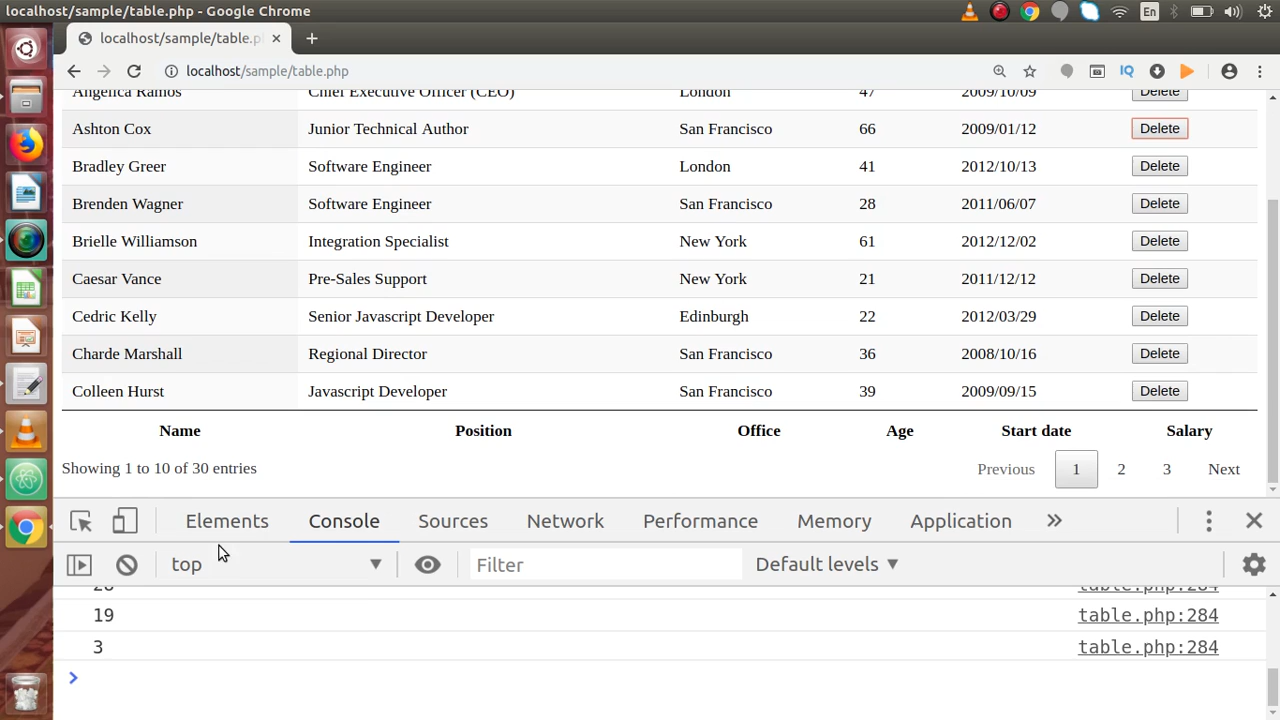 localhost/sample/table.php - Google Chrome
En
localhost/sample/table.p
localhost/sample/table.php
IQ
Angelica Ramos Chief Executive Officer (CEO) London 47 2009/10/09 Delete
Ashton Cox Junior Technical Author San Francisco 66 2009/01/12 Delete
Bradley Greer Software Engineer London 41 2012/10/13 Delete
Brenden Wagner Software Engineer San Francisco 28 2011/06/07 Delete
Brielle Williamson Integration Specialist New York 61 2012/12/02 Delete
Caesar Vance Pre-Sales Support New York 21 2011/12/12 Delete
Cedric Kelly Senior Javascript Developer Edinburgh 22 2012/03/29 Delete
Charde Marshall Regional Director San Francisco 36 2008/10/16 Delete
Colleen Hurst Javascript Developer San Francisco 39 2009/09/15 Delete
Name Position Office Age Start date Salary
Showing 1 to 10 of 30 entries Previous 1 2 3 Next
Elements Console Sources Network Performance Memory Application
top Filter Default levels
table.php:284
19 table.php:284
3 table.php:284